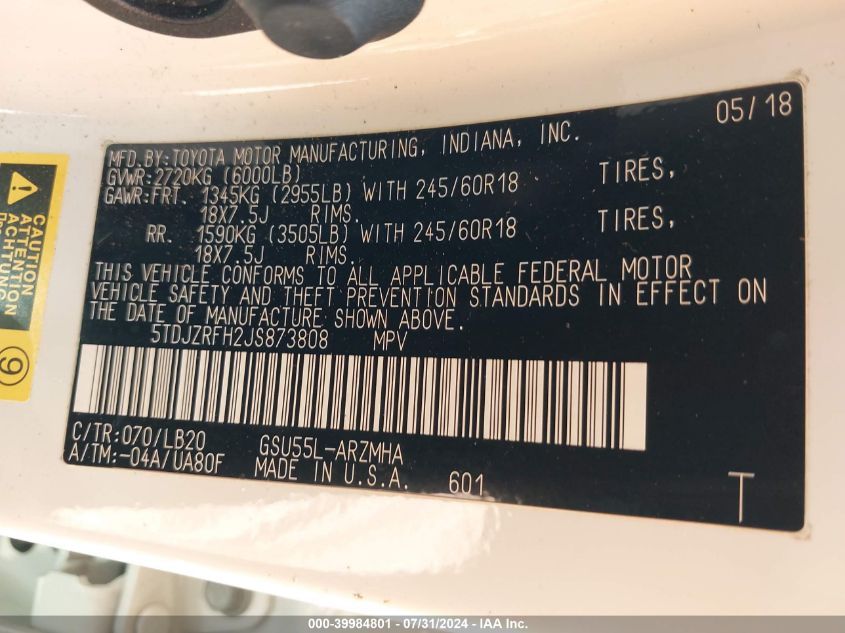 05/18
MFD.BY:TOYOTA MOTOR MANUFACTURING, INDIANA, INC.
GVWR:2720KG (6000LB)
GAWR:FRT. 1345KG (2955LB) WITH 245/60R18 TIRES,
18X7.5J RIMS.
RR. 1590KG (3505LB) WITH 245/60R18 TIRES,
18X7.5J RIMS.
THIS VEHICLE CONFORMS TO ALL APPLICABLE FEDERAL MOTOR
VEHICLE SAFETY AND THEFT PREVENTION STANDARDS IN EFFECT ON
THE DATE OF MANUFACTURE SHOWN ABOVE.
5TDJZRFH2JS873808 MPV
C/TR:070/LB20 GSU55L-ARZMHA
A/TM:-04A/UA80F MADE IN U.S.A. 601
T
CAUTION
ATTENTION
ACHTUNG
9
000-39984801 - 07/31/2024 - IAA Inc.